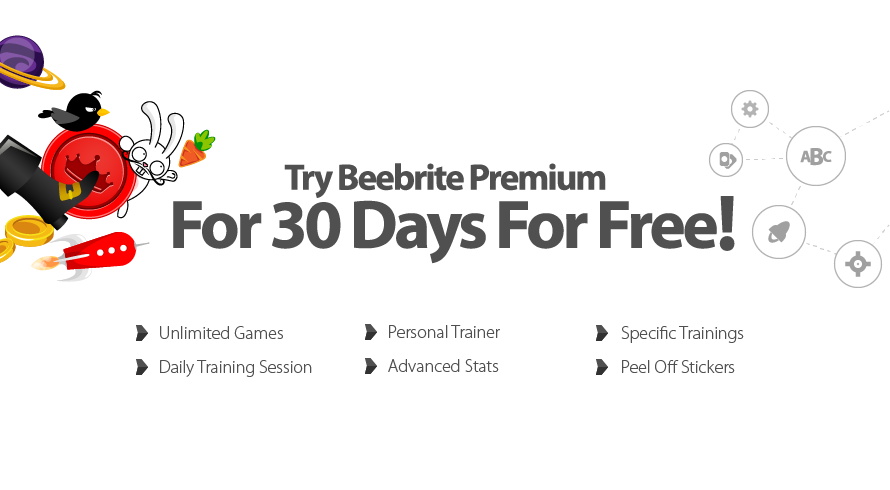 Try Beebrite Premium
For 30 Days For Free!
ABC
Unlimited Games
Personal Trainer
Specific Trainings
Daily Training Session
Advanced Stats
Peel Off Stickers